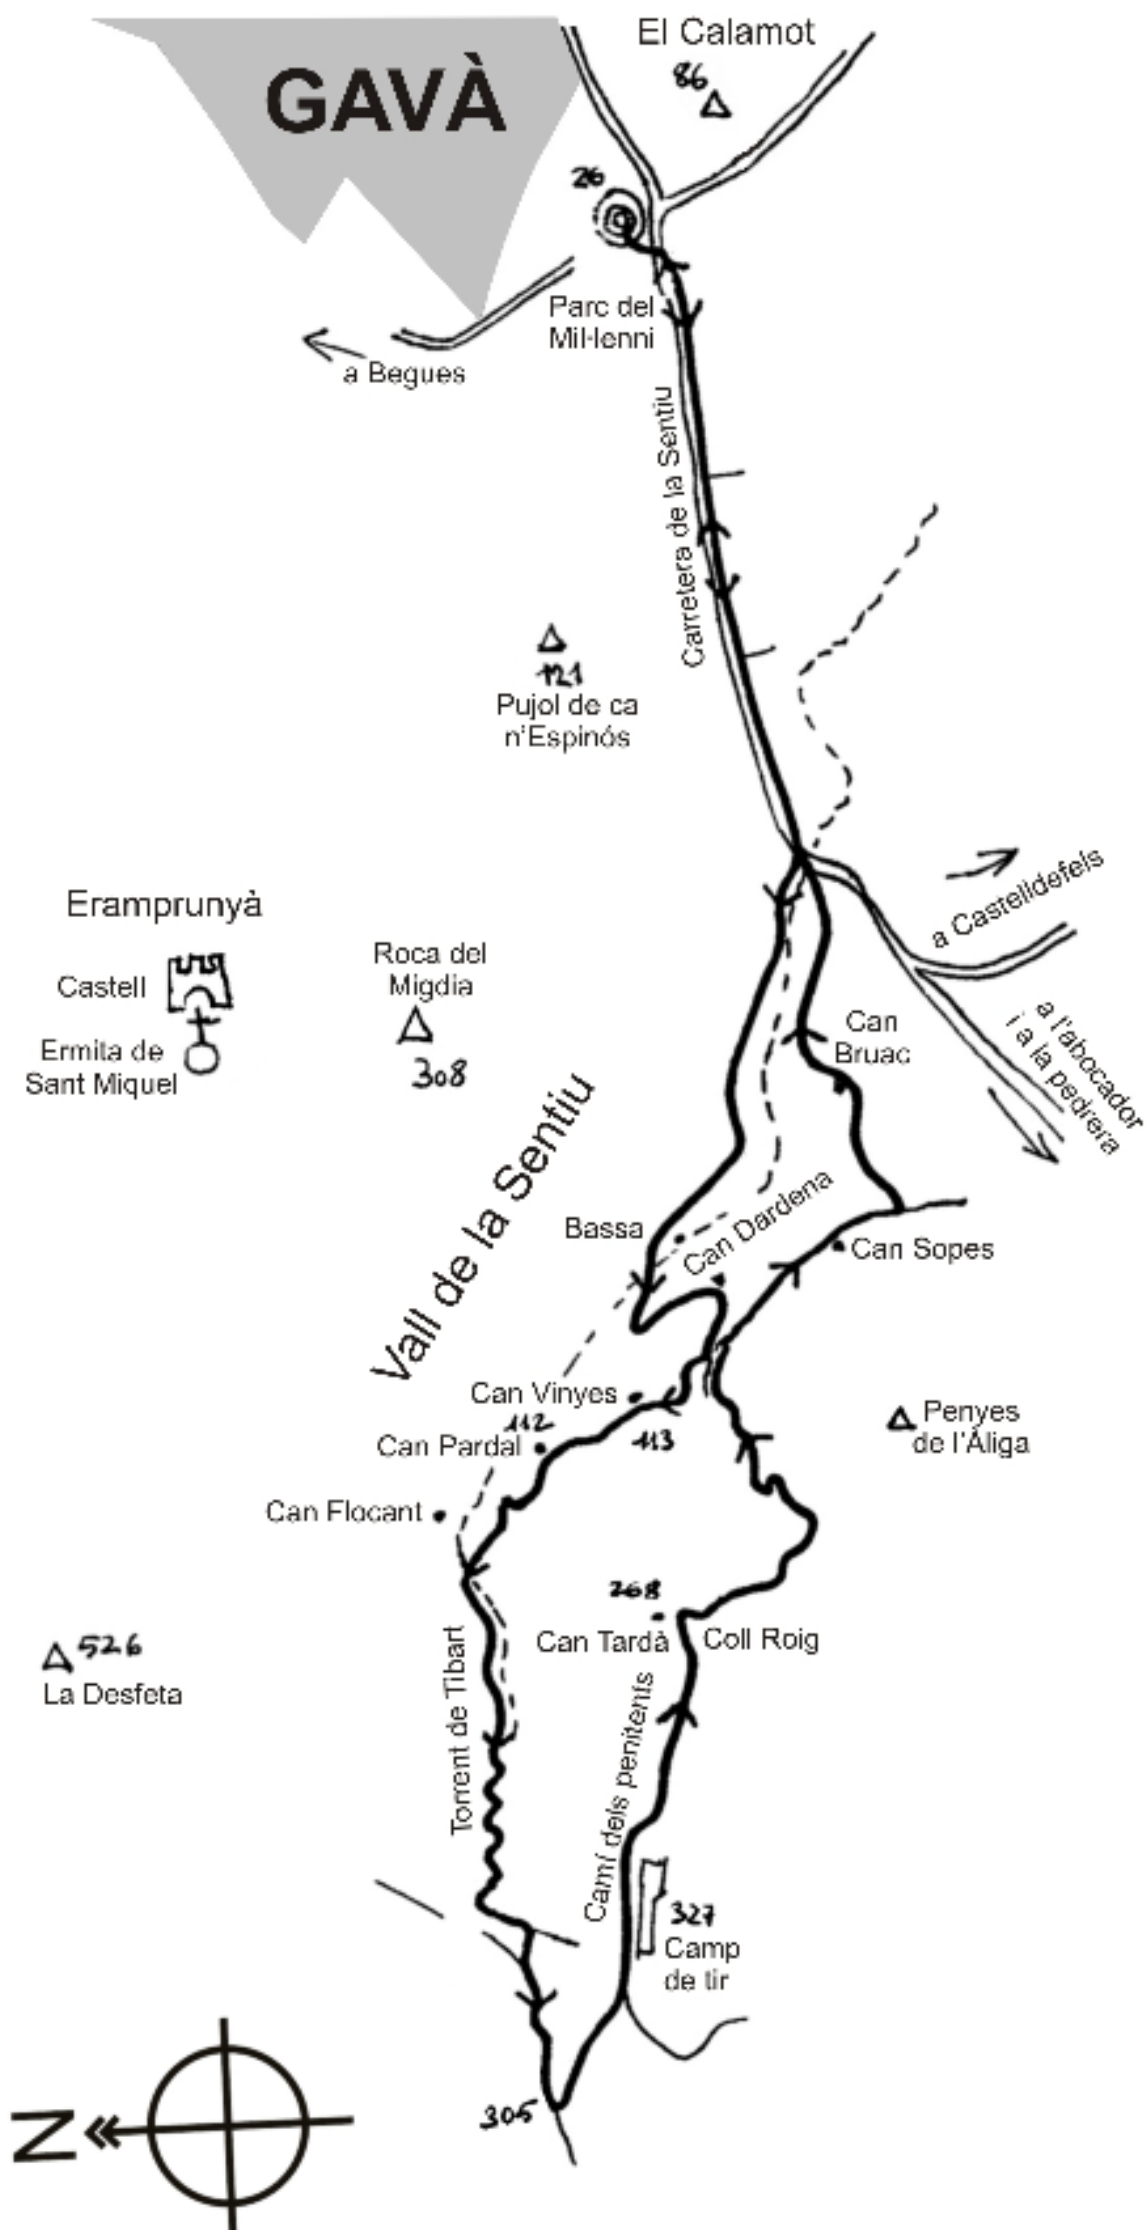 El Calamot
86
GAVÀ
26
Parc del
Mil·lenni
a Begues
Carretera de la Sentiu
121
Pujol de ca
n'Espinós
a Castelldefels
Eramprunyà
Castell
Ermita de
Sant Miquel
Roca del
Migdia
308
Can
Bruac
a l'abocador
i a la pedrera
Vall de la Sentiu
Bassa
Can Dardena
Can Sopes
Can Vinyes
112
113
Can Pardal
Penyes
de l'Àliga
Can Flocant
268
Can Tardà
Coll Roig
526
La Desfeta
Torrent de Tibart
Camí dels penitents
327
Camp
de tir
305
N